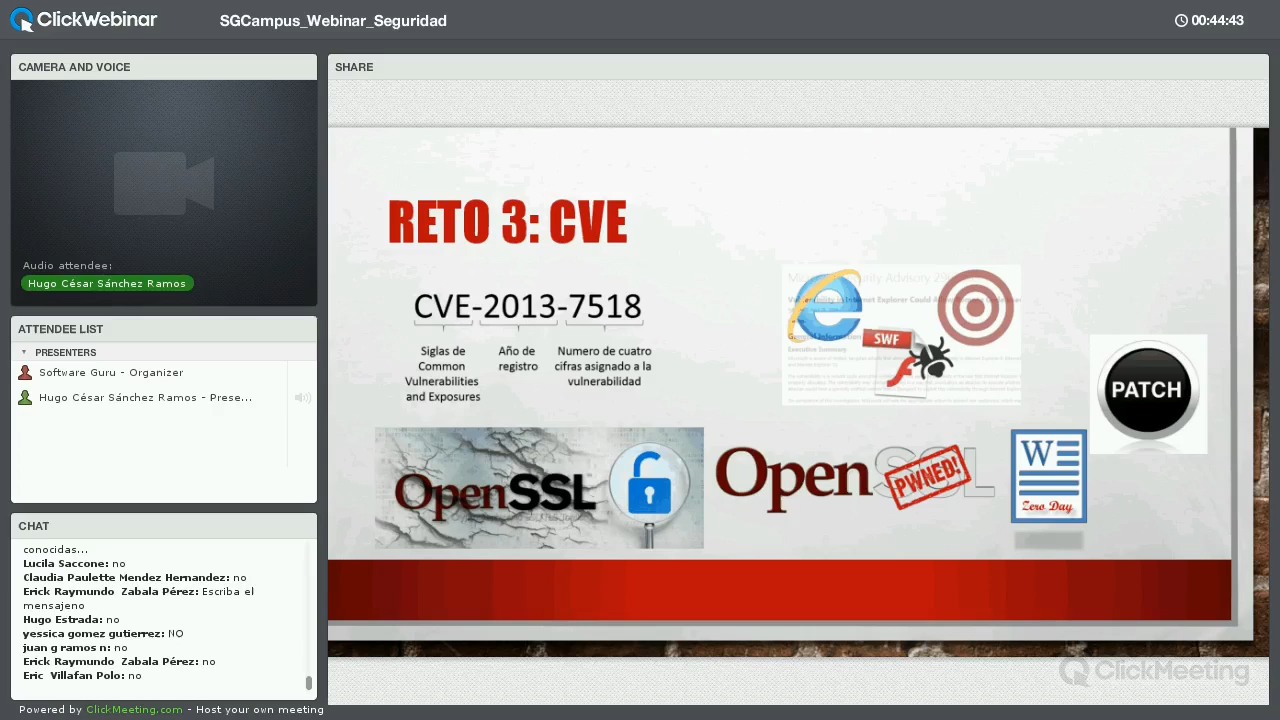 ClickWebinar
SGCampus_Webinar_Seguridad
00:44:43
CAMERA AND VOICE
Audio attendee:
Hugo César Sánchez Ramos
ATTENDEE LIST
PRESENTERS
Software Guru - Organizer
Hugo César Sánchez Ramos - Prese...
CHAT
conocidas...
Lucila Saccone: no
Claudia Paulette Mendez Hernandez: no
Erick Raymundo Zabala Pérez: Escriba el
mensajeno
Hugo Estrada: no
yessica gomez gutierrez: NO
juan g ramos n: no
Erick Raymundo Zabala Pérez: no
Eric Villafan Polo: no
Powered by ClickMeeting.com - Host your own meeting
SHARE
RETO 3: CVE
CVE-2013-7518
Siglas de
Common
Vulnerabilities
and Exposures
Año de
registro
Numero de cuatro
cifras asignado a la
vulnerabilidad
Executive Summary
SWF
PATCH
OpenSSL
OpenSSL
PWNED!
W
Zero Day
ClickMeeting